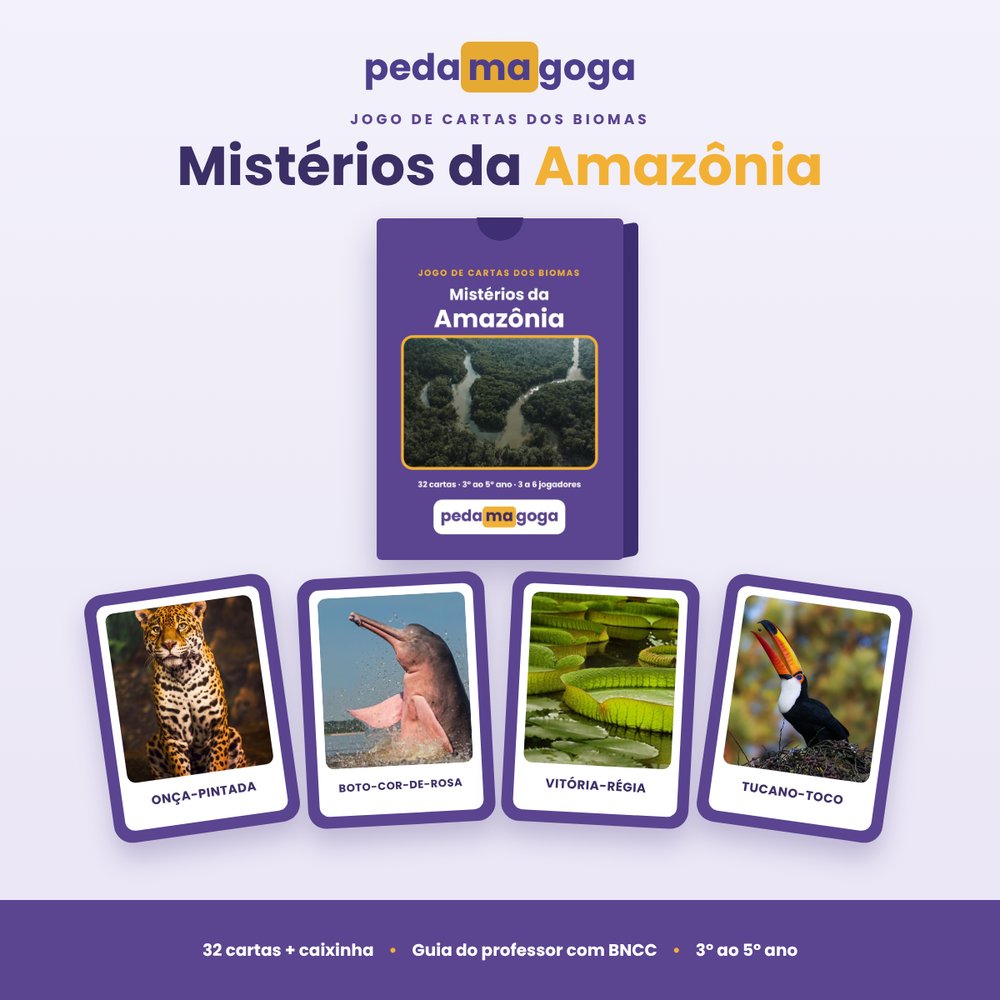 pedamagoga
JOGO DE CARTAS DOS BIOMAS
Mistérios da Amazônia
JOGO DE CARTAS DOS BIOMAS
Mistérios da
Amazônia
32 cartas · 3º ao 5º ano · 3 a 6 jogadores
pedamagoga
ONÇA-PINTADA
BOTO-COR-DE-ROSA
VITÓRIA-RÉGIA
TUCANO-TOCO
32 cartas + caixinha • Guia do professor com BNCC • 3º ao 5º ano